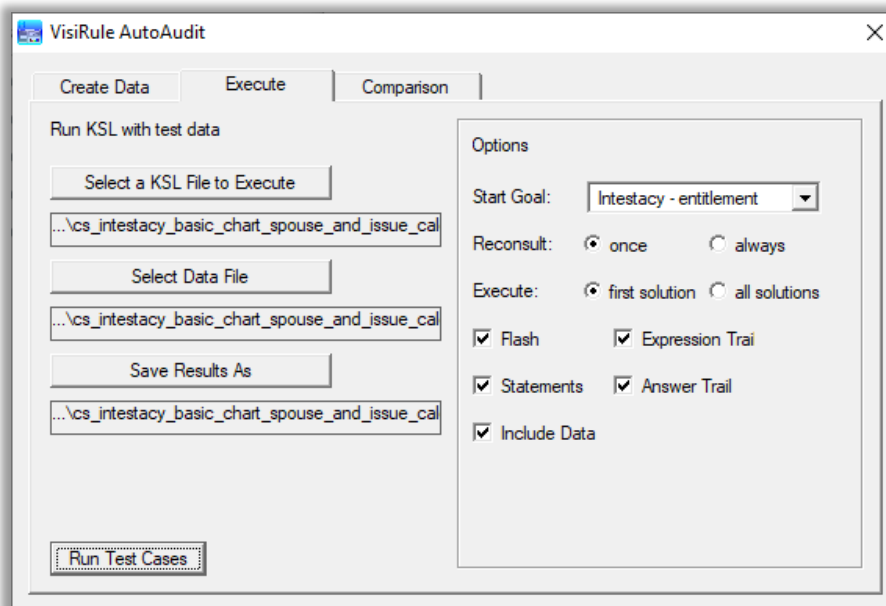 VisiRule AutoAudit
Create Data
Execute
Comparison
Run KSL with test data
Select a KSL File to Execute
...\cs_intestacy_basic_chart_spouse_and_issue_cal
Select Data File
...\cs_intestacy_basic_chart_spouse_and_issue_cal
Save Results As
...\cs_intestacy_basic_chart_spouse_and_issue_cal
Run Test Cases
Options
Start Goal: Intestacy - entitlement
Reconsult: once always
Execute: first solution all solutions
Flash Expression Trai
Statements Answer Trail
Include Data